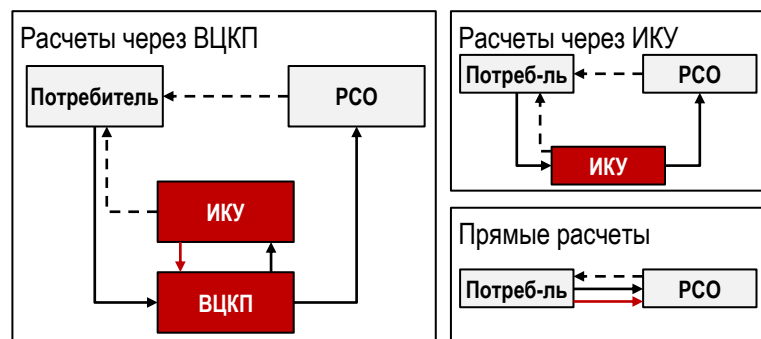 Расчеты через ВЦКП
Потребитель
РСО
ИКУ
ВЦКП
Расчеты через ИКУ
Потреб-ль
РСО
ИКУ
Прямые расчеты
Потреб-ль
РСО